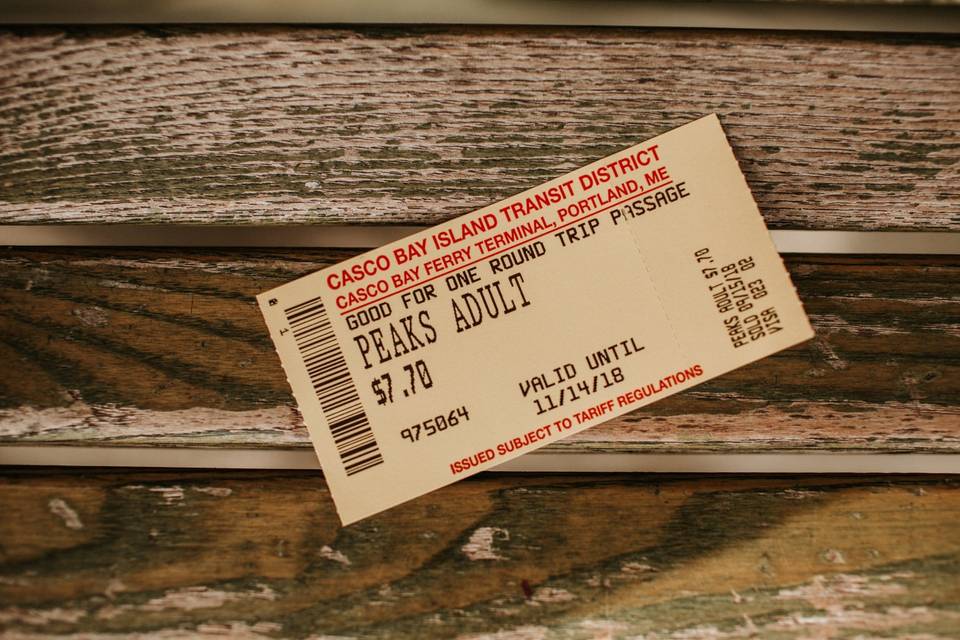 CASCO BAY ISLAND TRANSIT DISTRICT
CASCO BAY FERRY TERMINAL, PORTLAND, ME
GOOD FOR ONE ROUND TRIP PASSAGE
PEAKS ADULT
$7.70
975064
VALID UNTIL
11/14/18
ISSUED SUBJECT TO TARIFF REGULATIONS
PEAKS ADULT $7.70
SOLD 09/15/18
VISA 023 02